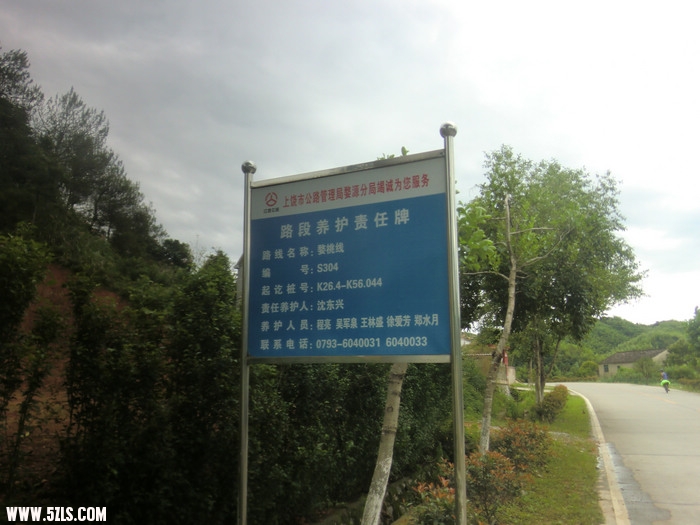 上饶市公路管理局婺源分局竭诚为您服务
路段养护责任牌
路线名称：婺桃线
编号：S304
起讫桩号：K26.4-K56.044
责任养护人：沈东兴
养护人员：程亮 吴军泉 王林盛 徐爱芳 郑水月
联系电话：0793-6040031 6040033
WWW.5ZLS.COM